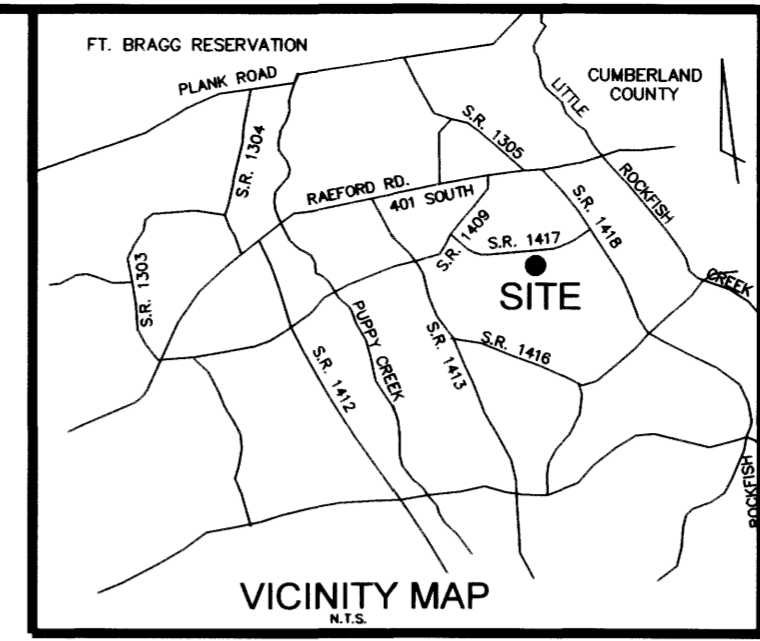 FT. BRAGG RESERVATION
PLANK ROAD
CUMBERLAND
COUNTY
LITTLE
ROCKFISH
CREEK
S.R. 1304
S.R. 1305
RAEFORD RD.
401 SOUTH
S.R. 1409
S.R. 1417
S.R. 1418
S.R. 1303
SITE
PUPPY CREEK
S.R. 1412
S.R. 1413
S.R. 1416
ROCKFISH
VICINITY MAP
N.T.S.